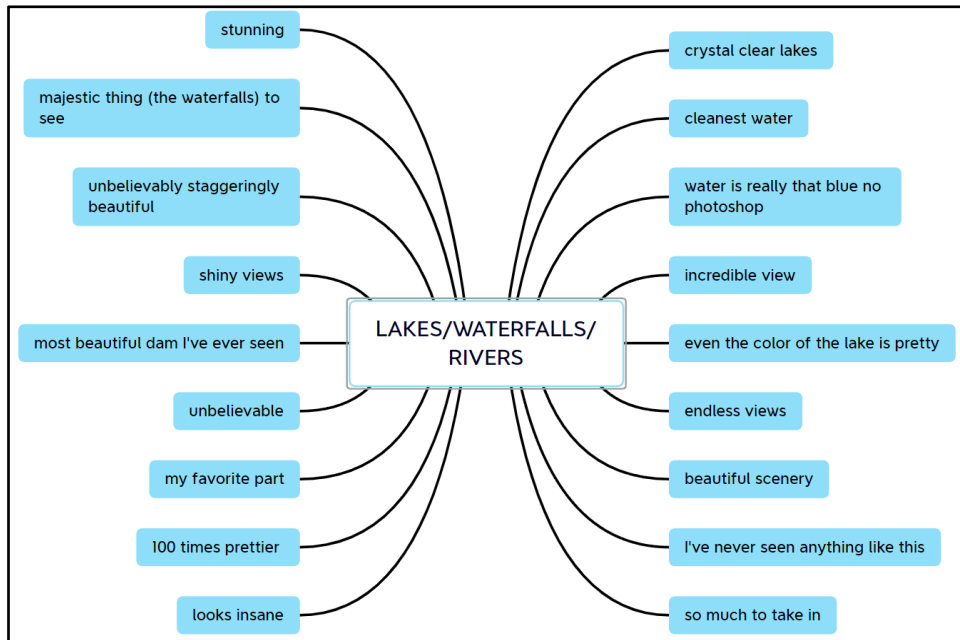 stunning
majestic thing (the waterfalls) to
see
unbelievably staggeringly
beautiful
shiny views
most beautiful dam I've ever seen
unbelievable
my favorite part
100 times prettier
looks insane
LAKES/WATERFALLS/
RIVERS
crystal clear lakes
cleanest water
water is really that blue no
photoshop
incredible view
even the color of the lake is pretty
endless views
beautiful scenery
I've never seen anything like this
so much to take in